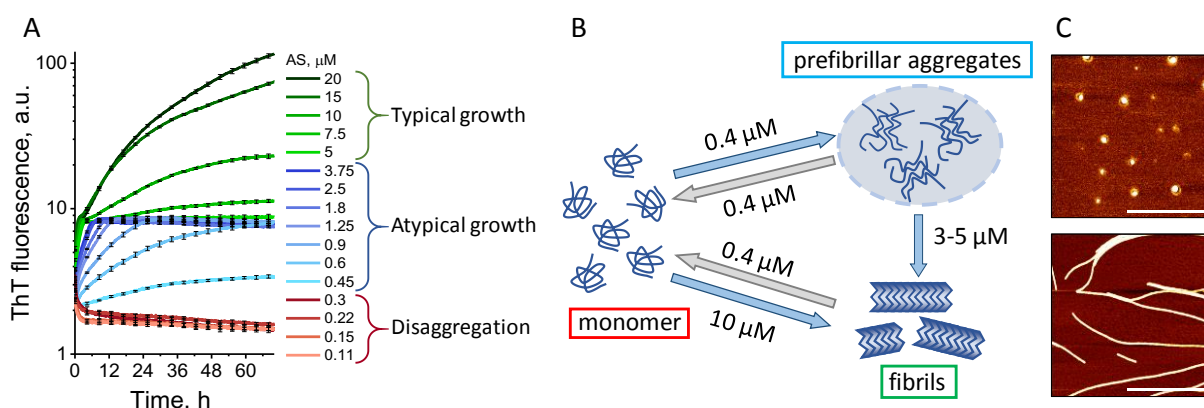 A
ThT fluorescence, a.u.
100
10
1
0
12
24
36
48
60
Time, h
AS, μM
20
15
10
7.5
5
3.75
2.5
1.8
1.25
0.9
0.6
0.45
0.3
0.22
0.15
0.11
Typical growth
Atypical growth
Disaggregation
B
prefibrillar aggregates
0.4 μM
0.4 μM
3-5 μM
0.4 μM
10 μM
monomer
fibrils
C